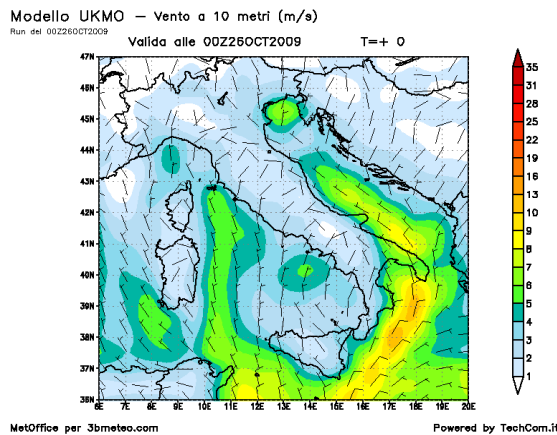 Modello UKMO – Vento a 10 metri (m/s)
Run del 00Z26OCT2009
Valida alle 00Z26OCT2009 T=+ 0
47N
46N
45N
44N
43N
42N
41N
40N
39N
38N
37N
36N
35N
6E 7E 8E 9E 10E 11E 12E 13E 14E 15E 16E 17E 18E 19E 20E
35
31
28
25
22
19
16
13
10
9
8
7
6
5
4
3
2
1
MetOffice per 3bmeteo.com
Powered by TechCom.it